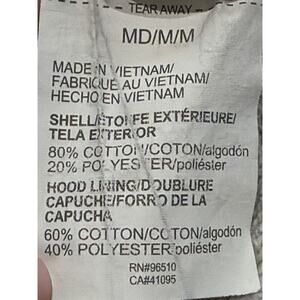 TEAR AWAY
MD/M/M
MADE IN VIETNAM/
FABRIQUÉ AU VIETNAM/
HECHO EN VIETNAM
SHELL/ÉTOFFE EXTÉRIEURE/
TELA EXTERIOR
80% COTTON/COTON/algodón
20% POLYESTER/poliéster
HOOD LINING/DOUBLURE
CAPUCHE/FORRO DE LA
CAPUCHA
60% COTTON/COTON/algodón
40% POLYESTER/poliéster
RN#96510
CA#41095